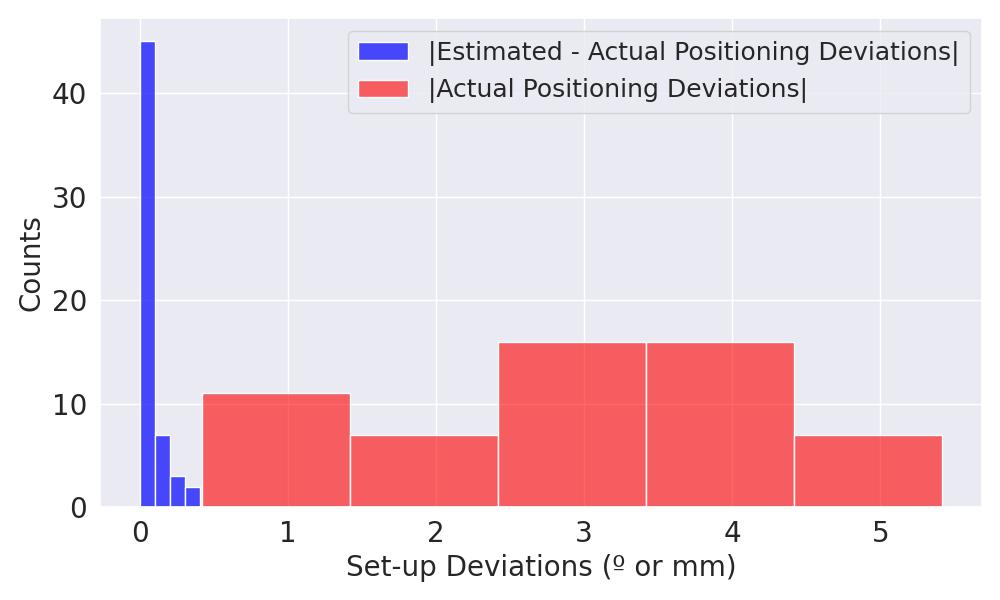 |Estimated - Actual Positioning Deviations|
|Actual Positioning Deviations|
40
30
20
10
0
Counts
0 1 2 3 4 5
Set-up Deviations (º or mm)